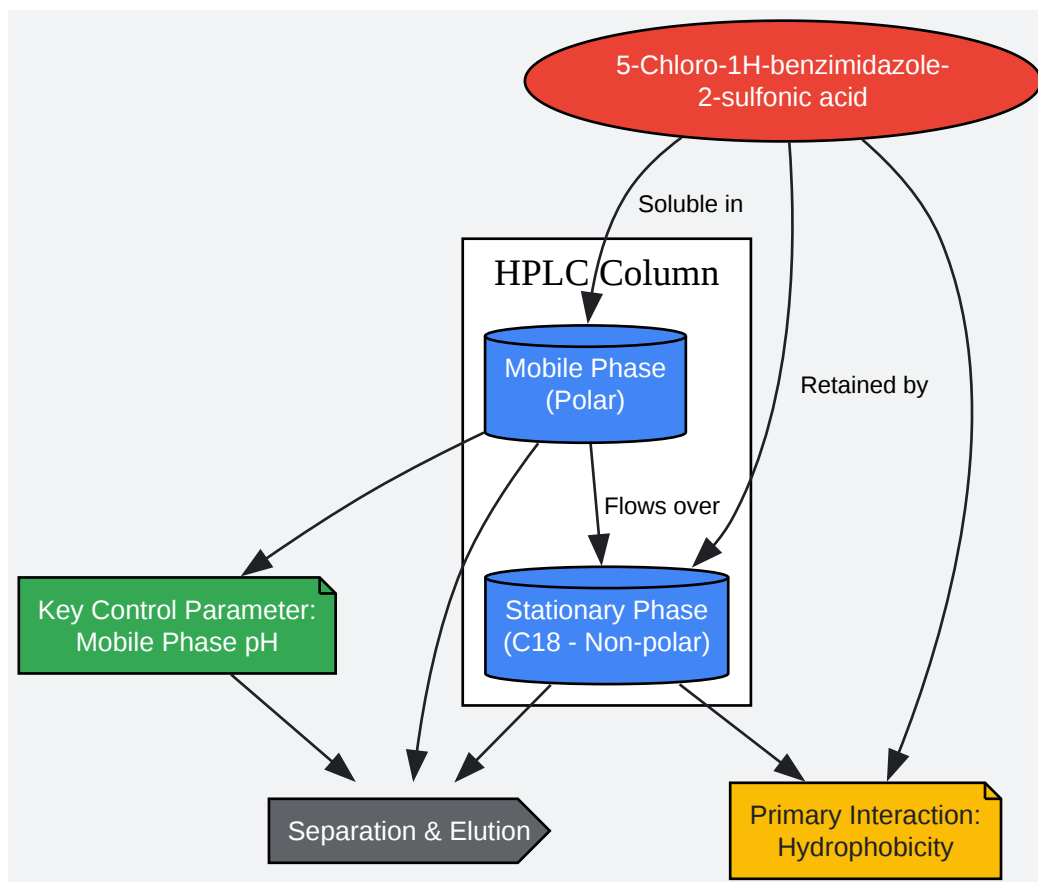 5-Chloro-1H-benzimidazole-
2-sulfonic acid
Soluble in
HPLC Column
Mobile Phase
(Polar)
Retained by
Flows over
Key Control Parameter:
Mobile Phase pH
Stationary Phase
(C18 - Non-polar)
Separation & Elution
Primary Interaction:
Hydrophobicity